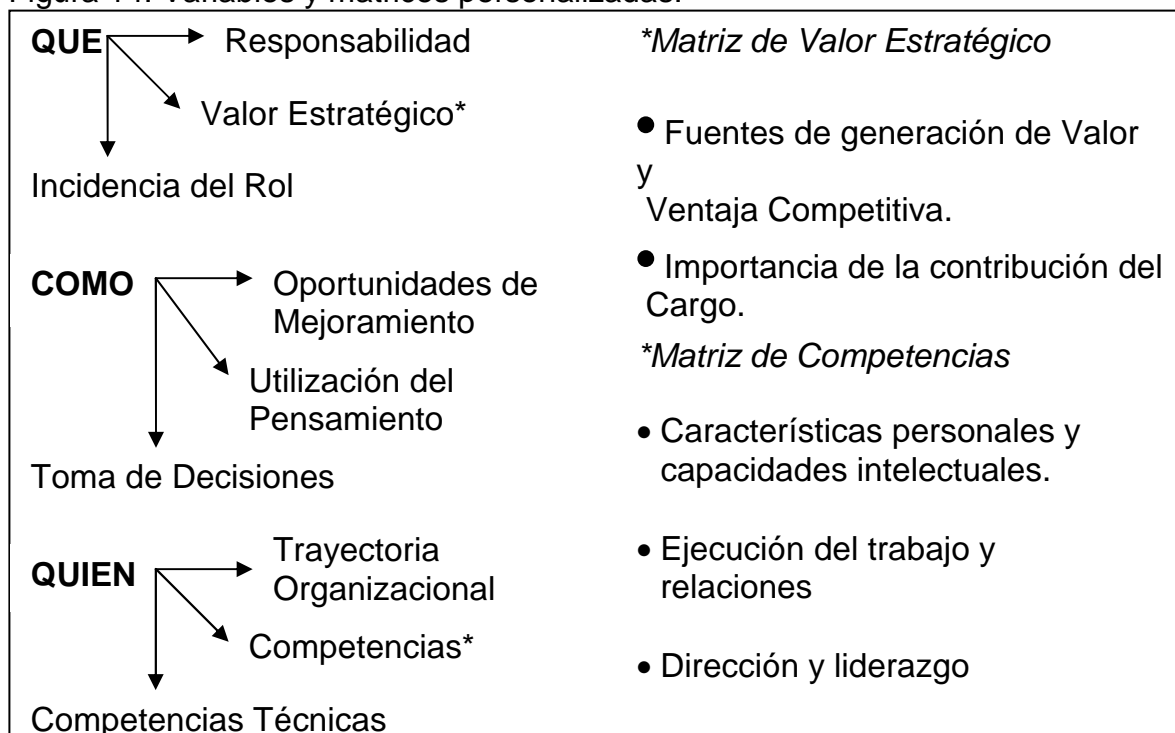 Figura 14. Variables y matrices personalizadas.
QUE
Responsabilidad
Valor Estratégico*
Incidencia del Rol
COMO
Oportunidades de
Mejoramiento
Utilización del
Pensamiento
Toma de Decisiones
QUIEN
Trayectoria
Organizacional
Competencias*
Competencias Técnicas
*Matriz de Valor Estratégico
• Fuentes de generación de Valor
y
Ventaja Competitiva.
• Importancia de la contribución del
Cargo.
*Matriz de Competencias
• Características personales y
capacidades intelectuales.
• Ejecución del trabajo y
relaciones
• Dirección y liderazgo